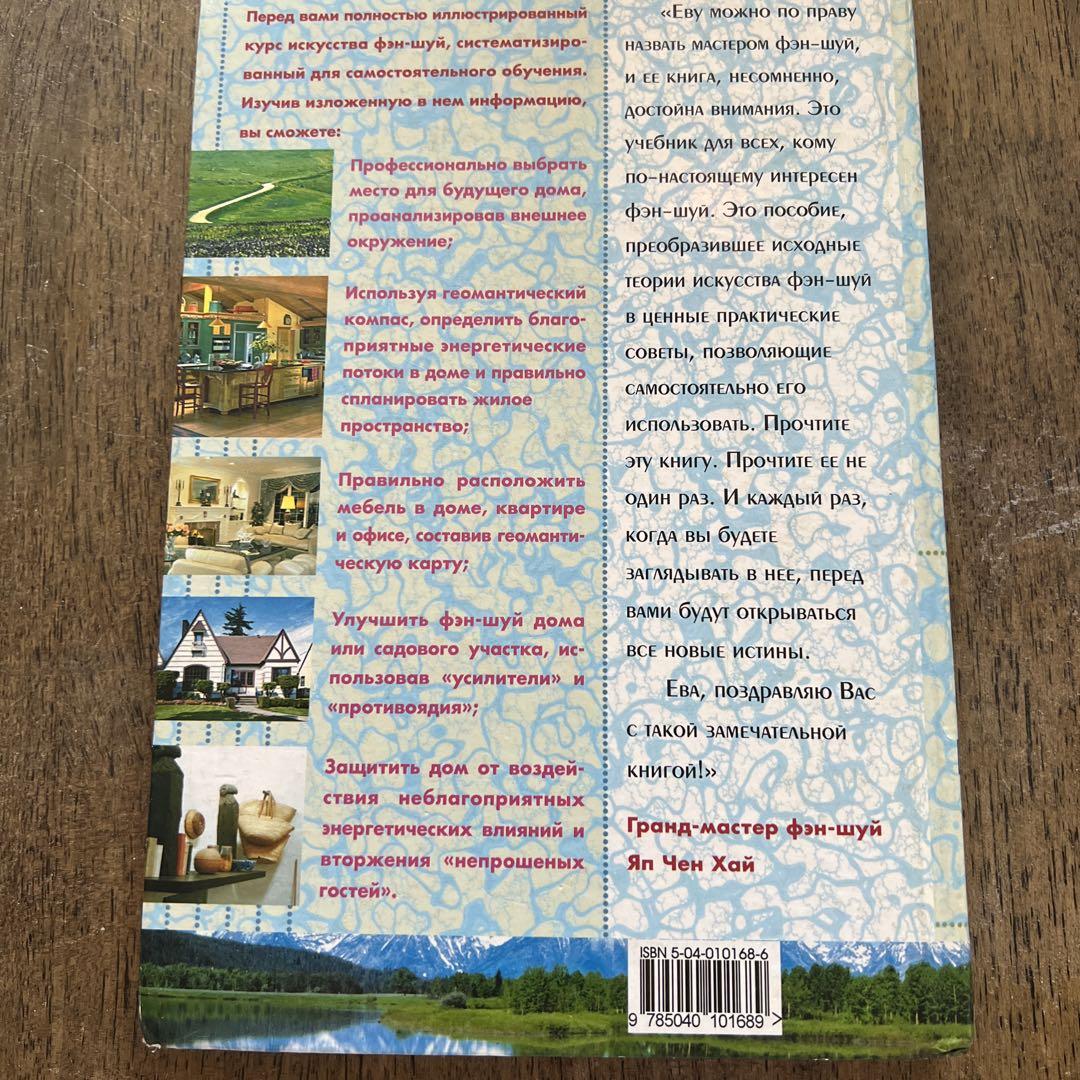 Перед вами полностью иллюстрированный
курс искусства фэн-шуй, систематизиро-
ванный для самостоятельного обучения.
Изучив изложенную в нем информацию,
вы сможете:
Профессионально выбрать
место для будущего дома,
проанализировав внешнее
окружение;
Используя геомантический
компас, определить благо-
приятные энергетические
потоки в доме и правильно
спланировать жилое
пространство;
Правильно расположить
мебель в доме, квартире
и офисе, составив геоманти-
ческую карту;
Улучшить фэн-шуй дома
или садового участка, ис-
пользовав «усилители» и
«противоядия»;
Защитить дом от воздей-
ствия неблагоприятных
энергетических влияний и
вторжения «непрошеных
гостей».
«Еву можно по праву
назвать мастером фэн-шуй,
и ее книга, несомненно,
достойна внимания. Это
учебник для всех, кому
по-настоящему интересен
фэн-шуй. Это пособие,
преобразившее исходные
теории искусства фэн-шуй
в ценные практические
советы, позволяющие
самостоятельно его
использовать. Прочтите
эту книгу. Прочтите ее не
один раз. И каждый раз,
когда вы будете
заглядывать в нее, перед
вами будут открываться
все новые истины.
Ева, поздравляю Вас
с такой замечательной
книгой!»
Гранд-мастер фэн-шуй
Яп Чен Хай
ISBN 5-04-010168-6
9 785040 101689 >